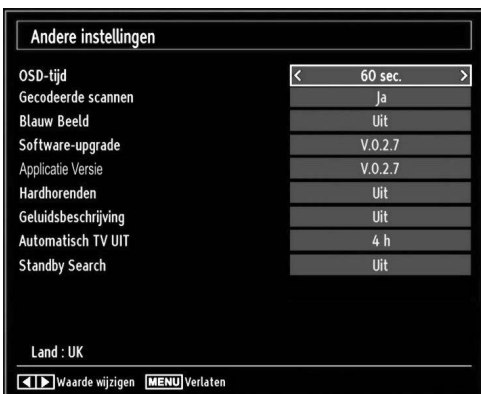 Andere instellingen
OSD-tijd < 60 sec. >
Gecodeerde scannen Ja
Blauw Beeld Uit
Software-upgrade V.0.2.7
Applicatie Versie V.0.2.7
Hardhorenden Uit
Geluidsbeschrijving Uit
Automatisch TV UIT 4 h
Standby Search Uit
Land : UK
Waarde wijzigen MENU Verlaten